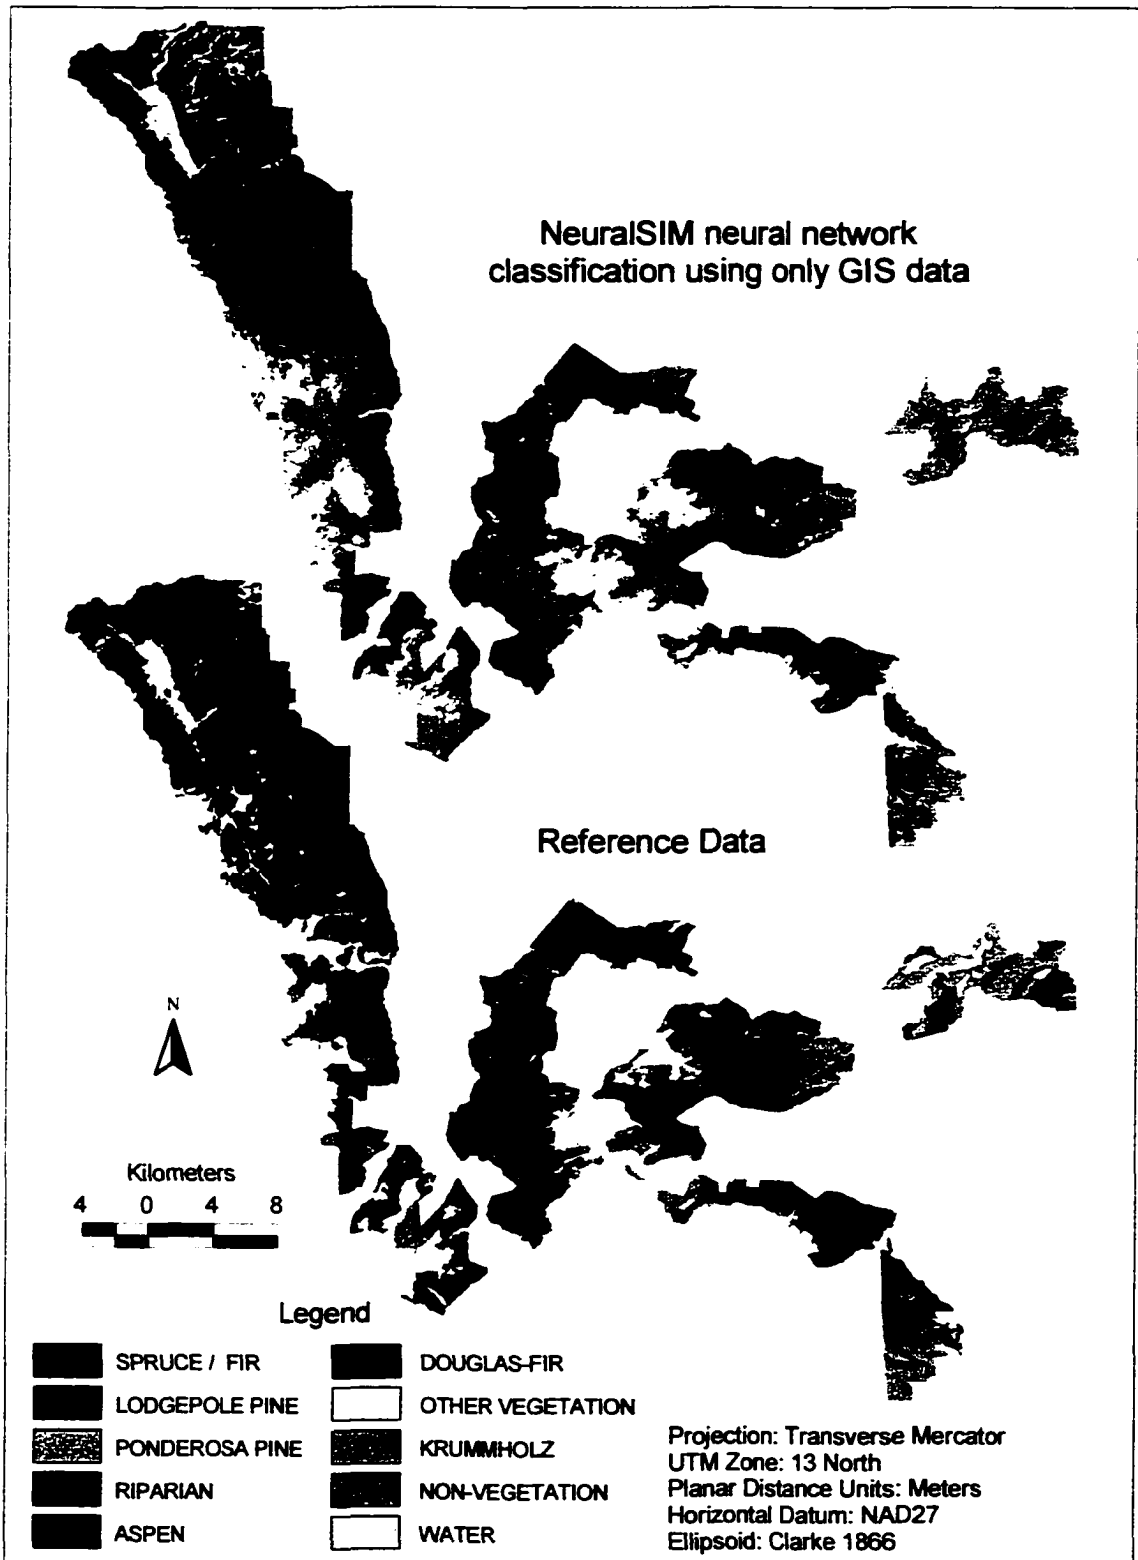 NeuralSIM neural network
classification using only GIS data
Reference Data
N
Kilometers
4 0 4 8
Legend
SPRUCE / FIR
LODGEPOLE PINE
PONDEROSA PINE
RIPARIAN
ASPEN
DOUGLAS-FIR
OTHER VEGETATION
KRUMMHOLZ
NON-VEGETATION
WATER
Projection: Transverse Mercator
UTM Zone: 13 North
Planar Distance Units: Meters
Horizontal Datum: NAD27
Ellipsoid: Clarke 1866